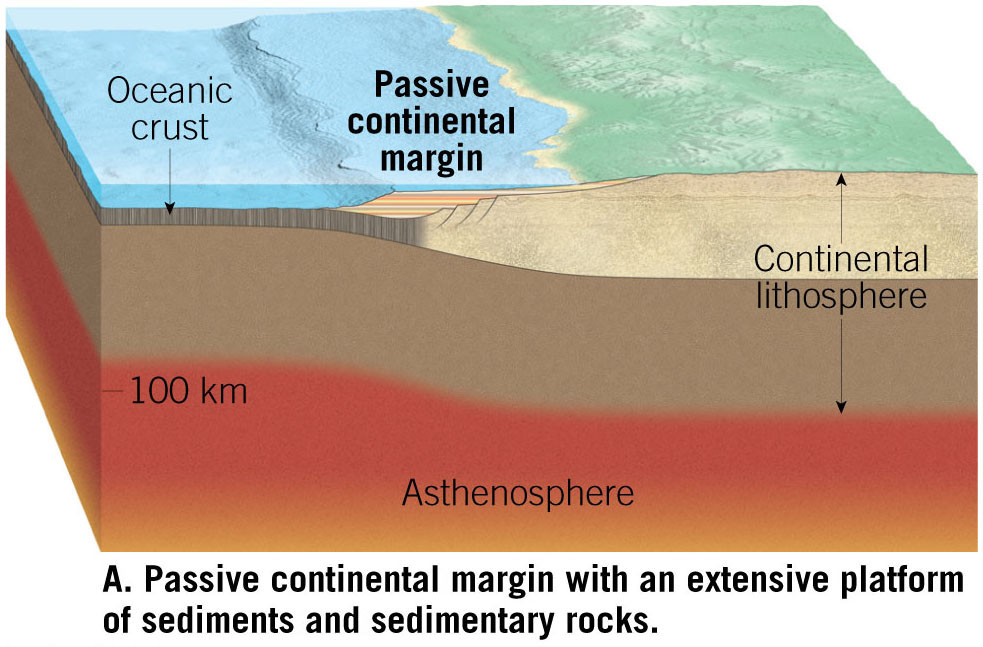 Oceanic
crust
Passive
continental
margin
Continental
lithosphere
100 km
Asthenosphere
A. Passive continental margin with an extensive platform
of sediments and sedimentary rocks.